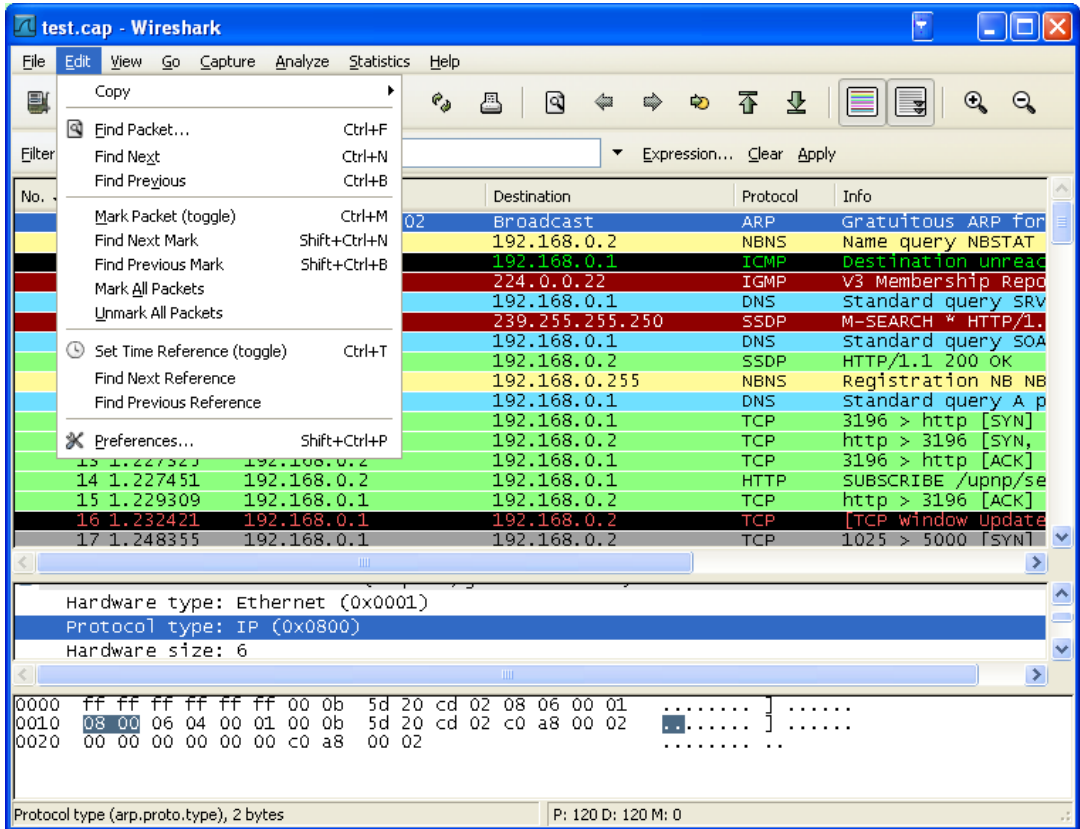 test.cap - Wireshark
File Edit View Go Capture Analyze Statistics Help
Copy
Find Packet... Ctrl+F
Find Next Ctrl+N
Find Previous Ctrl+B
Mark Packet (toggle) Ctrl+M
Find Next Mark Shift+Ctrl+N
Find Previous Mark Shift+Ctrl+B
Mark All Packets
Unmark All Packets
Set Time Reference (toggle) Ctrl+T
Find Next Reference
Find Previous Reference
Preferences... Shift+Ctrl+P
Filter Expression... Clear Apply
No. Destination Protocol Info
02 Broadcast ARP Gratuitous ARP for
192.168.0.2 NBNS Name query NBSTAT
192.168.0.1 ICMP Destination unreac
224.0.0.22 IGMP V3 Membership Repo
192.168.0.1 DNS Standard query SRV
239.255.255.250 SSDP M-SEARCH * HTTP/1.
192.168.0.1 DNS Standard query SOA
192.168.0.2 SSDP HTTP/1.1 200 OK
192.168.0.255 NBNS Registration NB NB
192.168.0.1 DNS Standard query A p
192.168.0.1 TCP 3196 > http [SYN]
192.168.0.2 TCP http > 3196 [SYN,
13 1.227325 192.168.0.2 192.168.0.1 TCP 3196 > http [ACK]
14 1.227451 192.168.0.2 192.168.0.1 HTTP SUBSCRIBE /upnp/se
15 1.229309 192.168.0.1 192.168.0.2 TCP http > 3196 [ACK]
16 1.232421 192.168.0.1 192.168.0.2 TCP [TCP Window Update
17 1.248355 192.168.0.1 192.168.0.2 TCP 1025 > 5000 [SYN]
Hardware type: Ethernet (0x0001)
Protocol type: IP (0x0800)
Hardware size: 6
0000 ff ff ff ff ff ff 00 0b 5d 20 cd 02 08 06 00 01 ........ ] ......
0010 08 00 06 04 00 01 00 0b 5d 20 cd 02 c0 a8 00 02 ........ ] ......
0020 00 00 00 00 00 00 c0 a8 00 02 ........ ..
Protocol type (arp.proto.type), 2 bytes P: 120 D: 120 M: 0